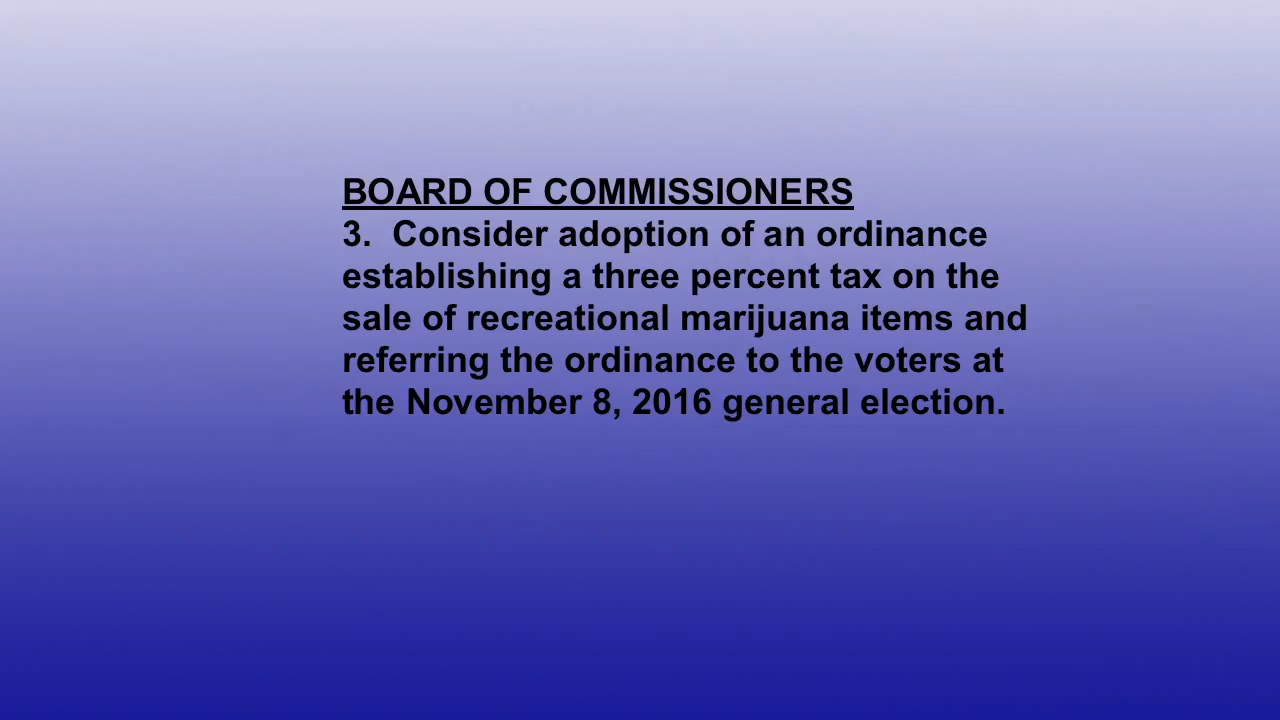 BOARD OF COMMISSIONERS
3.  Consider adoption of an ordinance
establishing a three percent tax on the
sale of recreational marijuana items and
referring the ordinance to the voters at
the November 8, 2016 general election.